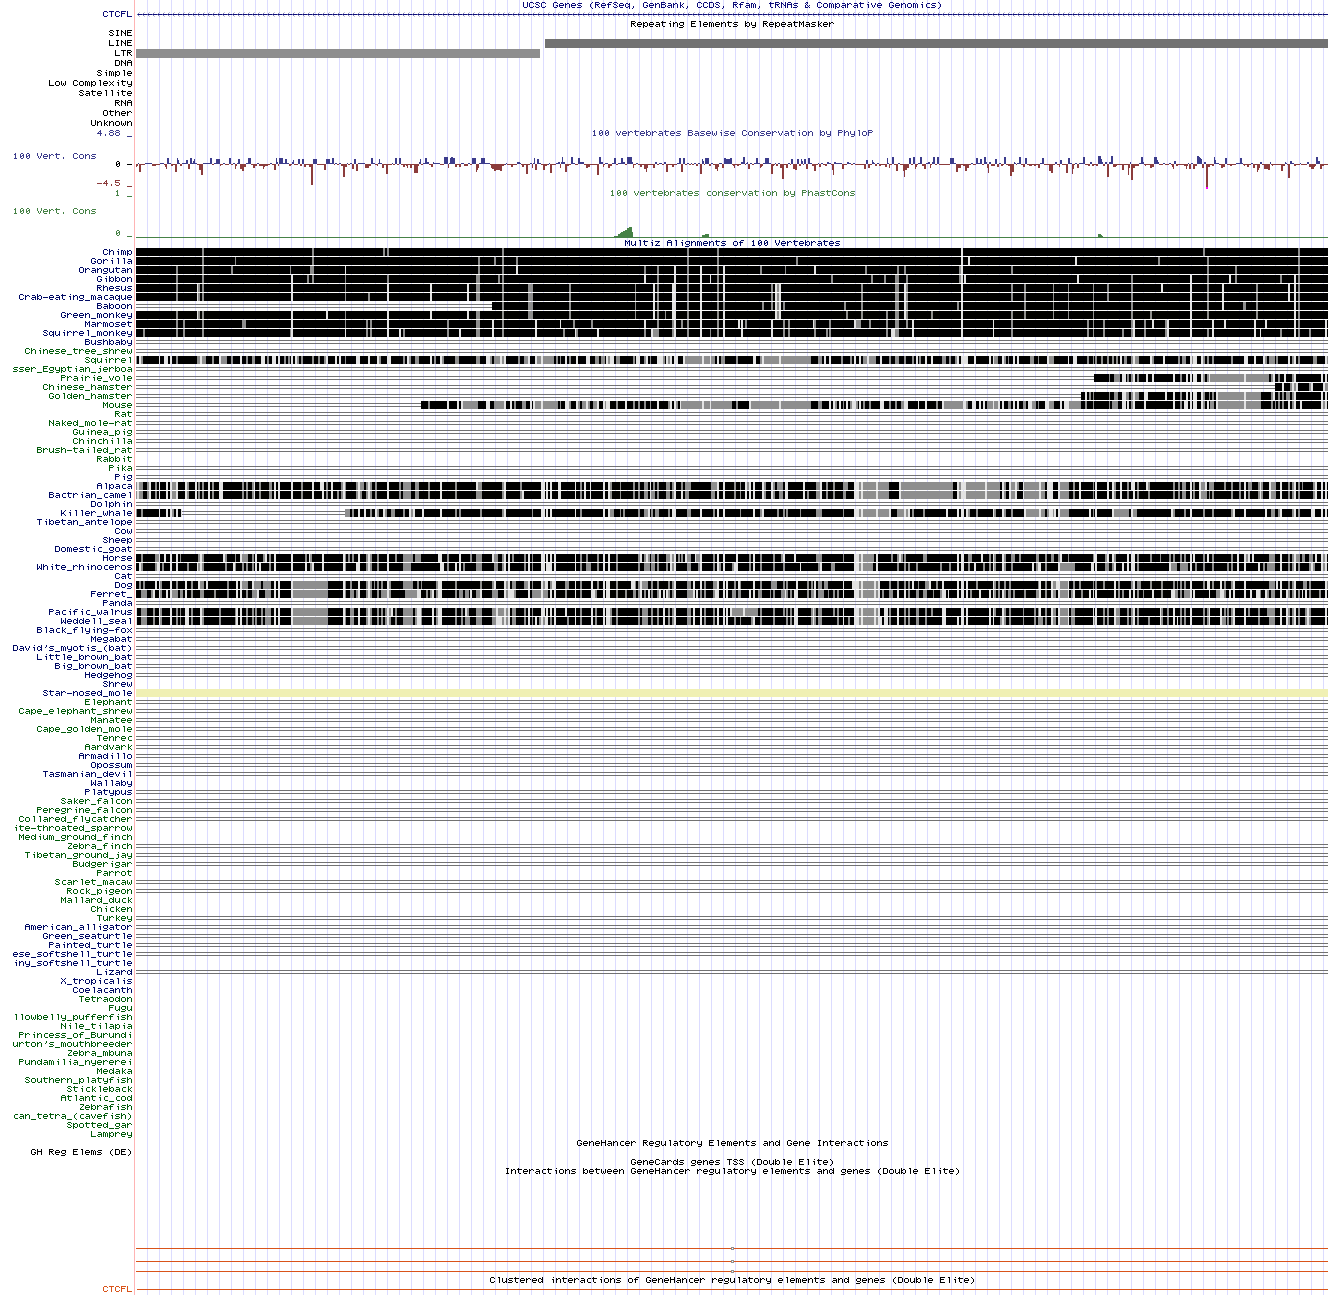 UCSC Genes (RefSeq, GenBank, CCDS, Rfam, tRNAs & Comparative Genomics)
CTCFL
Repeating Elements by RepeatMasker
SINE
LINE
LTR
DNA
Simple
Low Complexity
Satellite
RNA
Other
Unknown
4.88 _
100 vertebrates Basewise Conservation by PhyloP
100 Vert. Cons
0 -
-4.5 _
1 _
100 vertebrates conservation by PhastCons
100 Vert. Cons
0 _
Multiz Alignments of 100 Vertebrates
Chimp
Gorilla
Orangutan
Gibbon
Rhesus
Crab-eating_macaque
Baboon
Green_monkey
Marmoset
Squirrel_monkey
Bushbaby
Chinese_tree_shrew
Squirrel
sser_Egyptian_jerboa
Prairie_vole
Chinese_hamster
Golden_hamster
Mouse
Rat
Naked_mole-rat
Guinea_pig
Chinchilla
Brush-tailed_rat
Rabbit
Pika
Pig
Alpaca
Bactrian_camel
Dolphin
Killer_whale
Tibetan_antelope
Cow
Sheep
Domestic_goat
Horse
White_rhinoceros
Cat
Dog
Ferret_
Panda
Pacific_walrus
Weddell_seal
Black_flying-fox
Megabat
David's_myotis_(bat)
Little_brown_bat
Big_brown_bat
Hedgehog
Shrew
Star-nosed_mole
Elephant
Cape_elephant_shrew
Manatee
Cape_golden_mole
Tenrec
Aardvark
Armadillo
Opossum
Tasmanian_devil
Wallaby
Platypus
Saker_falcon
Peregrine_falcon
Collared_flycatcher
ite-throated_sparrow
Medium_ground_finch
Zebra_finch
Tibetan_ground_jay
Budgerigar
Parrot
Scarlet_macaw
Rock_pigeon
Mallard_duck
Chicken
Turkey
American_alligator
Green_seaturtle
Painted_turtle
ese_softshell_turtle
iny_softshell_turtle
Lizard
X_tropicalis
Coelacanth
Tetraodon
Fugu
llowbelly_pufferfish
Nile_tilapia
Princess_of_Burundi
urton's_mouthbreeder
Zebra_mbuna
Pundamilia_nyererei
Medaka
Southern_platyfish
Stickleback
Atlantic_cod
Zebrafish
can_tetra_(cavefish)
Spotted_gar
Lamprey
GeneHancer Regulatory Elements and Gene Interactions
GH Reg Elems (DE)
GeneCards genes TSS (Double Elite)
Interactions between GeneHancer regulatory elements and genes (Double Elite)
Clustered interactions of GeneHancer regulatory elements and genes (Double Elite)
CTCFL